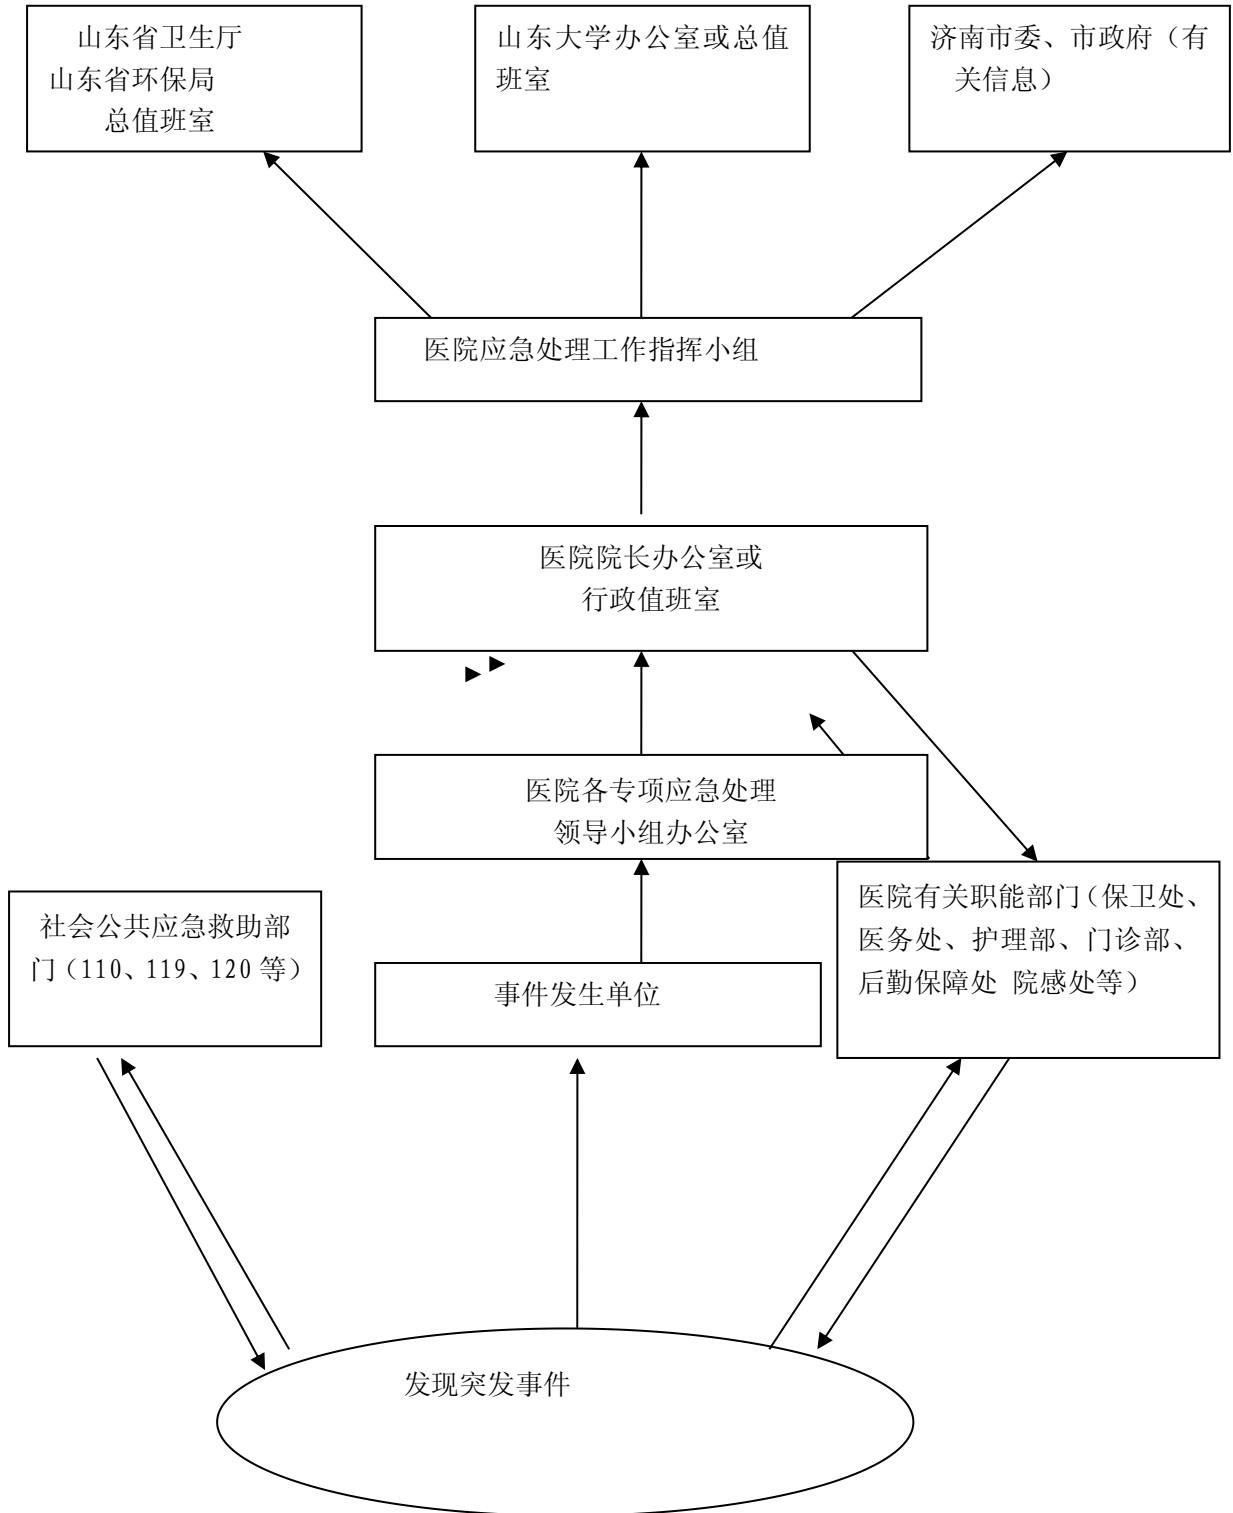 山东省卫生厅
山东省环保局
总值班室
山东大学办公室或总值
班室
济南市委、市政府（有
关信息）
医院应急处理工作指挥小组
医院院长办公室或
行政值班室
医院各专项应急处理
领导小组办公室
社会公共应急救助部
门（110、119、120 等）
事件发生单位
医院有关职能部门（保卫处、
医务处、护理部、门诊部、
后勤保障处 院感处等）
发现突发事件